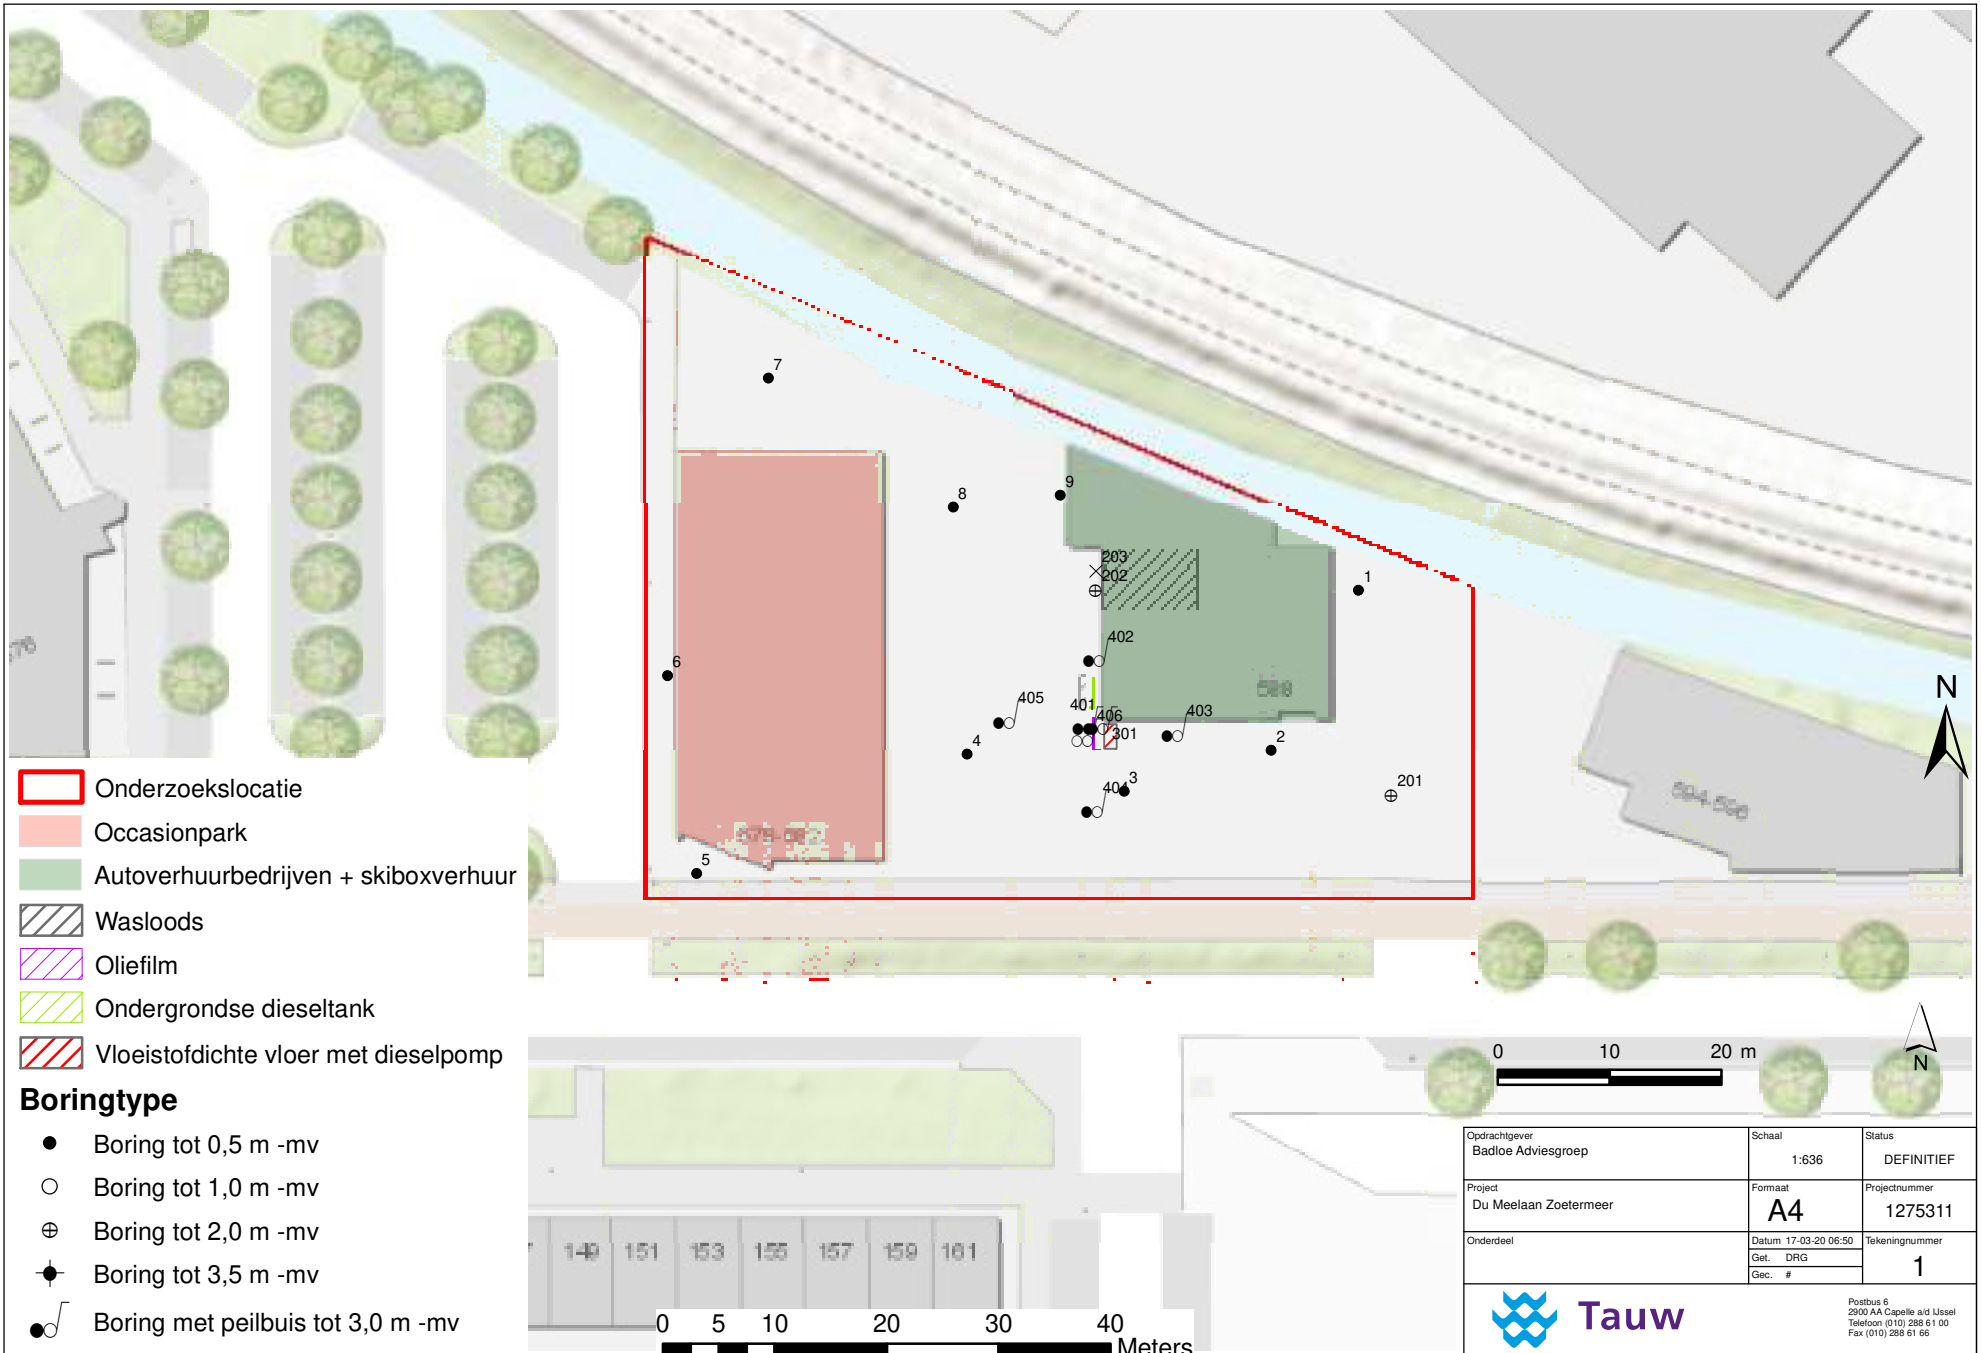 7
8
9
203
202
1
402
6
588
405
401
406
403
301
4
2
3
404
201
5
594-596
N
Onderzoekslocatie
Occasionpark
Autoverhuurbedrijven + skiboxverhuur
Wasloods
Oliefilm
Ondergrondse dieseltank
Vloeistofdichte vloer met dieselpomp
Boringtype
Boring tot 0,5 m -mv
Boring tot 1,0 m -mv
Boring tot 2,0 m -mv
Boring tot 3,5 m -mv
Boring met peilbuis tot 3,0 m -mv
149 151 153 155 157 159 161
0 5 10 20 30 40
Meters
0 10 20 m
N
Opdrachtgever
Badloe Adviesgroep
Schaal
1:636
Status
DEFINITIEF
Project
Du Meelaan Zoetermeer
Formaat
A4
Projectnummer
1275311
Onderdeel
Datum 17-03-20 06:50
Get. DRG
Gec. #
Tekeningnummer
1
Tauw
Postbus 6
2900 AA Capelle a/d IJssel
Telefoon (010) 288 61 00
Fax (010) 288 61 66